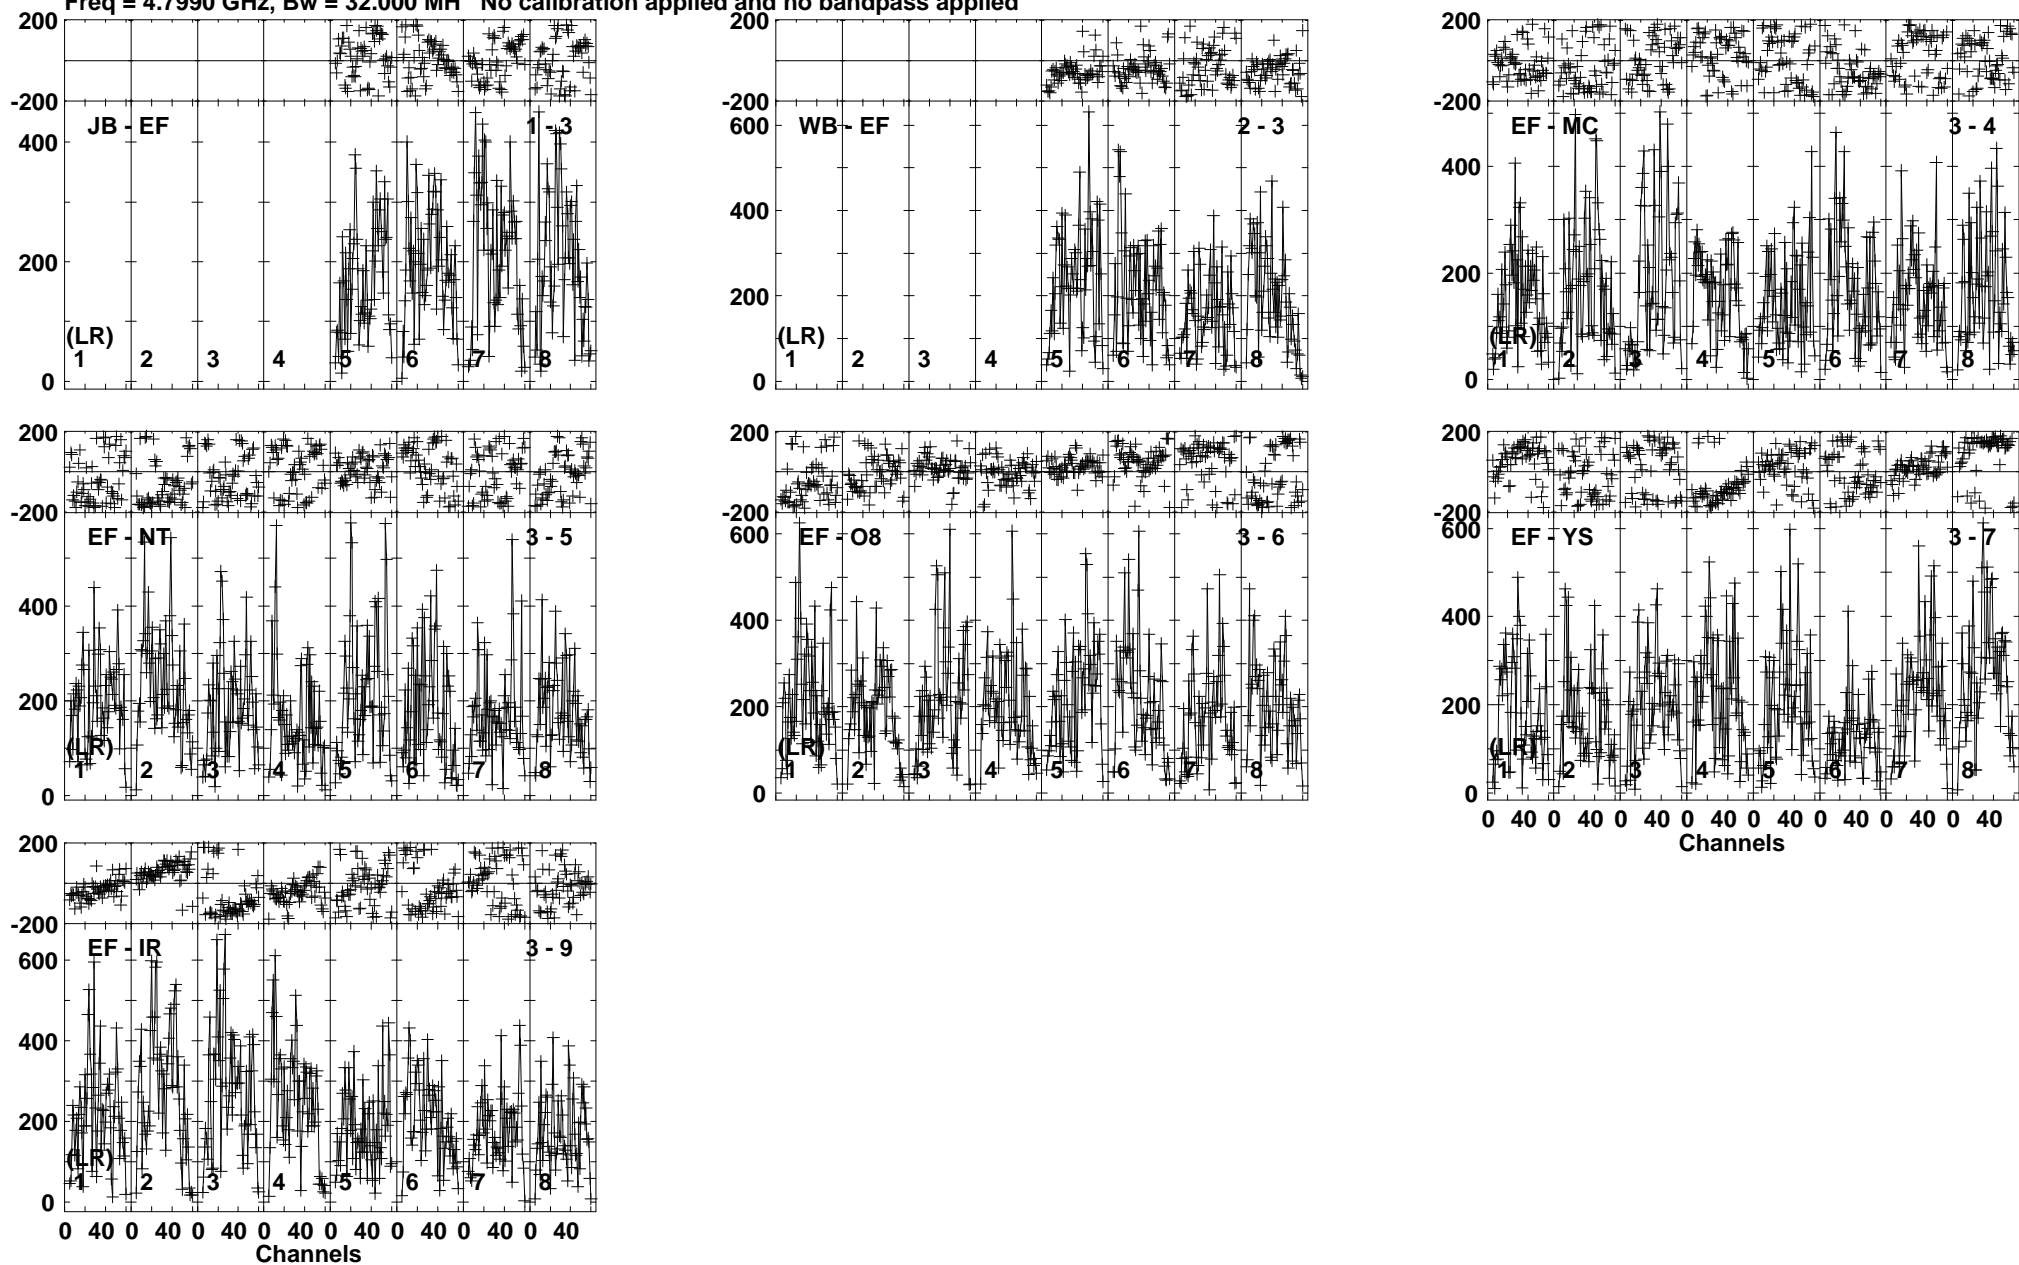 Freq = 4.7990 GHz, Bw = 32.000 MH No calibration applied and no bandpass applied
200 200 200
-200 -200 -200
JB - EF 1 - 3 WB - EF 2 - 3 EF - MC 3 - 4
400 600 400
200 400 200
0 200 0
0
(LR) (LR) (LR)
1 2 3 4 5 6 7 8 1 2 3 4 5 6 7 8 1 2 3 4 5 6 7 8
200 200 200
-200 -200 -200
EF - NT 3 - 5 EF - O8 3 - 6 EF - YS 3 - 7
600 600
400 400 400
200 200 200
(LR) (LR) (LR)
1 2 3 4 5 6 7 8 1 2 3 4 5 6 7 8 1 2 3 4 5 6 7 8
0 0 0
0 40 0 40 0 40 0 40 0 40 0 40 0 40 0 40
Channels
200
-200
EF - IR 3 - 9
600
400
200
(LR)
1 2 3 4 5 6 7 8
0
0 40 0 40 0 40 0 40 0 40 0 40 0 40 0 40
Channels